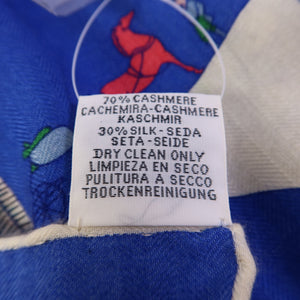 70% CASHMERE
CACHEMIRA-CASHMERE
KASCHMIR
30% SILK-SEDA
SETA-SEIDE
DRY CLEAN ONLY
LIMPIEZA EN SECO
PULITURA A SECCO
TROCKENREINIGUNG